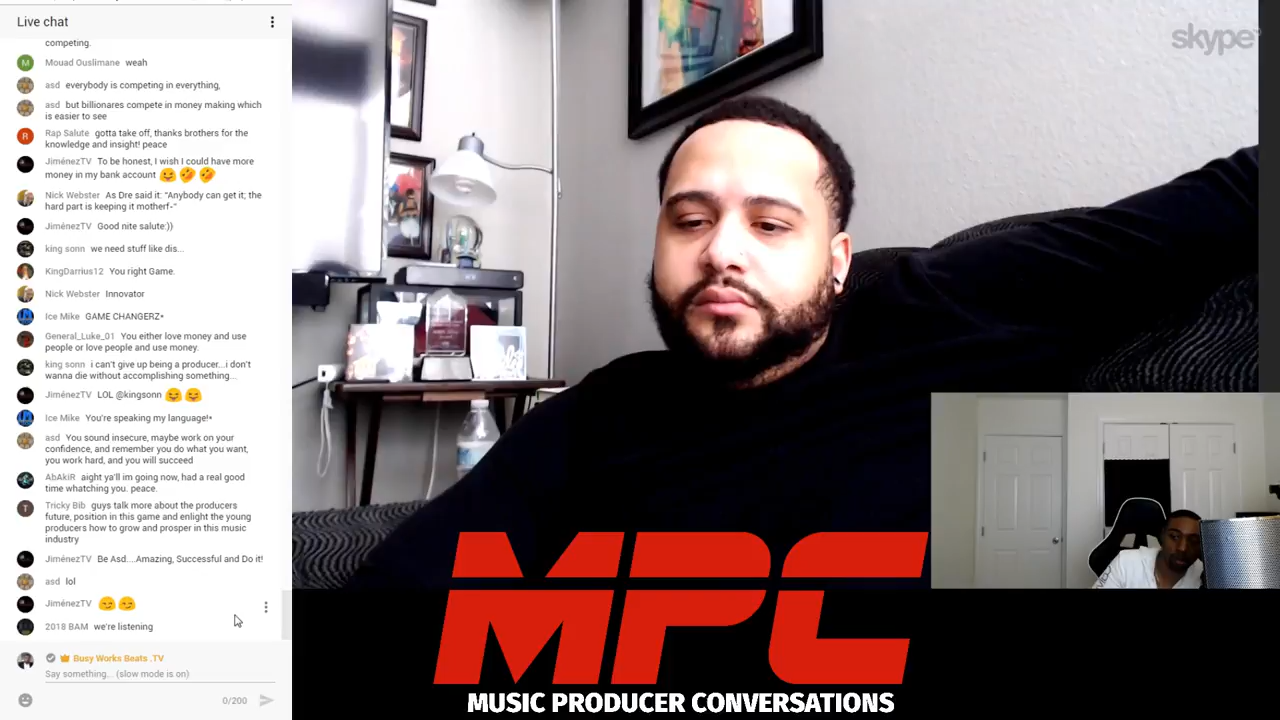 Live chat
competing.
Mouad Ouslimane weah
asd everybody is competing in everything,
asd but billionares compete in money making which
is easier to see
Rap Salute gotta take off, thanks brothers for the
knowledge and insight! peace
JiménezTV To be honest, I wish I could have more
money in my bank account
Nick Webster As Dre said it: "Anybody can get it; the
hard part is keeping it motherf-"
JiménezTV Good nite salute:))
king sonn we need stuff like dis...
KingDarrius12 You right Game.
Nick Webster Innovator
Ice Mike GAME CHANGERZ*
General_Luke_01 You either love money and use
people or love people and use money.
king sonn i can't give up being a producer...i don't
wanna die without accomplishing something...
JiménezTV LOL @kingsonn
Ice Mike You're speaking my language!*
asd You sound insecure, maybe work on your
confidence, and remember you do what you want,
you work hard, and you will succeed
AbAkiR aight ya'll im going now, had a real good
time whatching you. peace.
Tricky Bib guys talk more about the producers
future, position in this game and enlight the young
producers how to grow and prosper in this music
industry
JiménezTV Be Asd....Amazing, Successful and Do it!
asd lol
JiménezTV
2018 BAM we're listening
Busy Works Beats .TV
Say something... (slow mode is on)
0/200
skype
MPC
MUSIC PRODUCER CONVERSATIONS